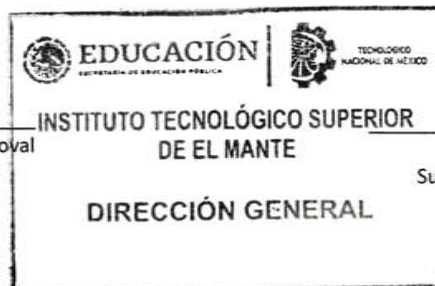 EDUCACIÓN
SECRETARÍA DE EDUCACIÓN PÚBLICA
TECNOLÓGICO
NACIONAL DE MÉXICO
INSTITUTO TECNOLÓGICO SUPERIOR
oval
DE EL MANTE
Su
DIRECCIÓN GENERAL